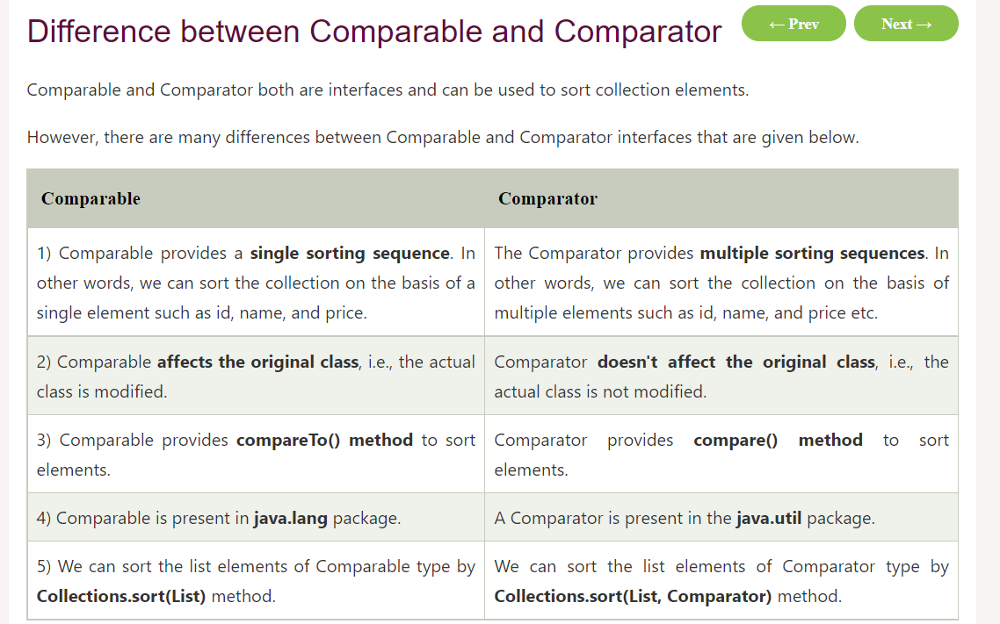 Difference between Comparable and Comparator
← Prev
Next →
Comparable and Comparator both are interfaces and can be used to sort collection elements.
However, there are many differences between Comparable and Comparator interfaces that are given below.
Comparable
Comparator
1) Comparable provides a single sorting sequence. In
other words, we can sort the collection on the basis of a
single element such as id, name, and price.
The Comparator provides multiple sorting sequences. In
other words, we can sort the collection on the basis of
multiple elements such as id, name, and price etc.
2) Comparable affects the original class, i.e., the actual
class is modified.
Comparator doesn't affect the original class, i.e., the
actual class is not modified.
3) Comparable provides compareTo() method to sort
elements.
Comparator provides compare() method to sort
elements.
4) Comparable is present in java.lang package.
A Comparator is present in the java.util package.
5) We can sort the list elements of Comparable type by
Collections.sort(List) method.
We can sort the list elements of Comparator type by
Collections.sort(List, Comparator) method.